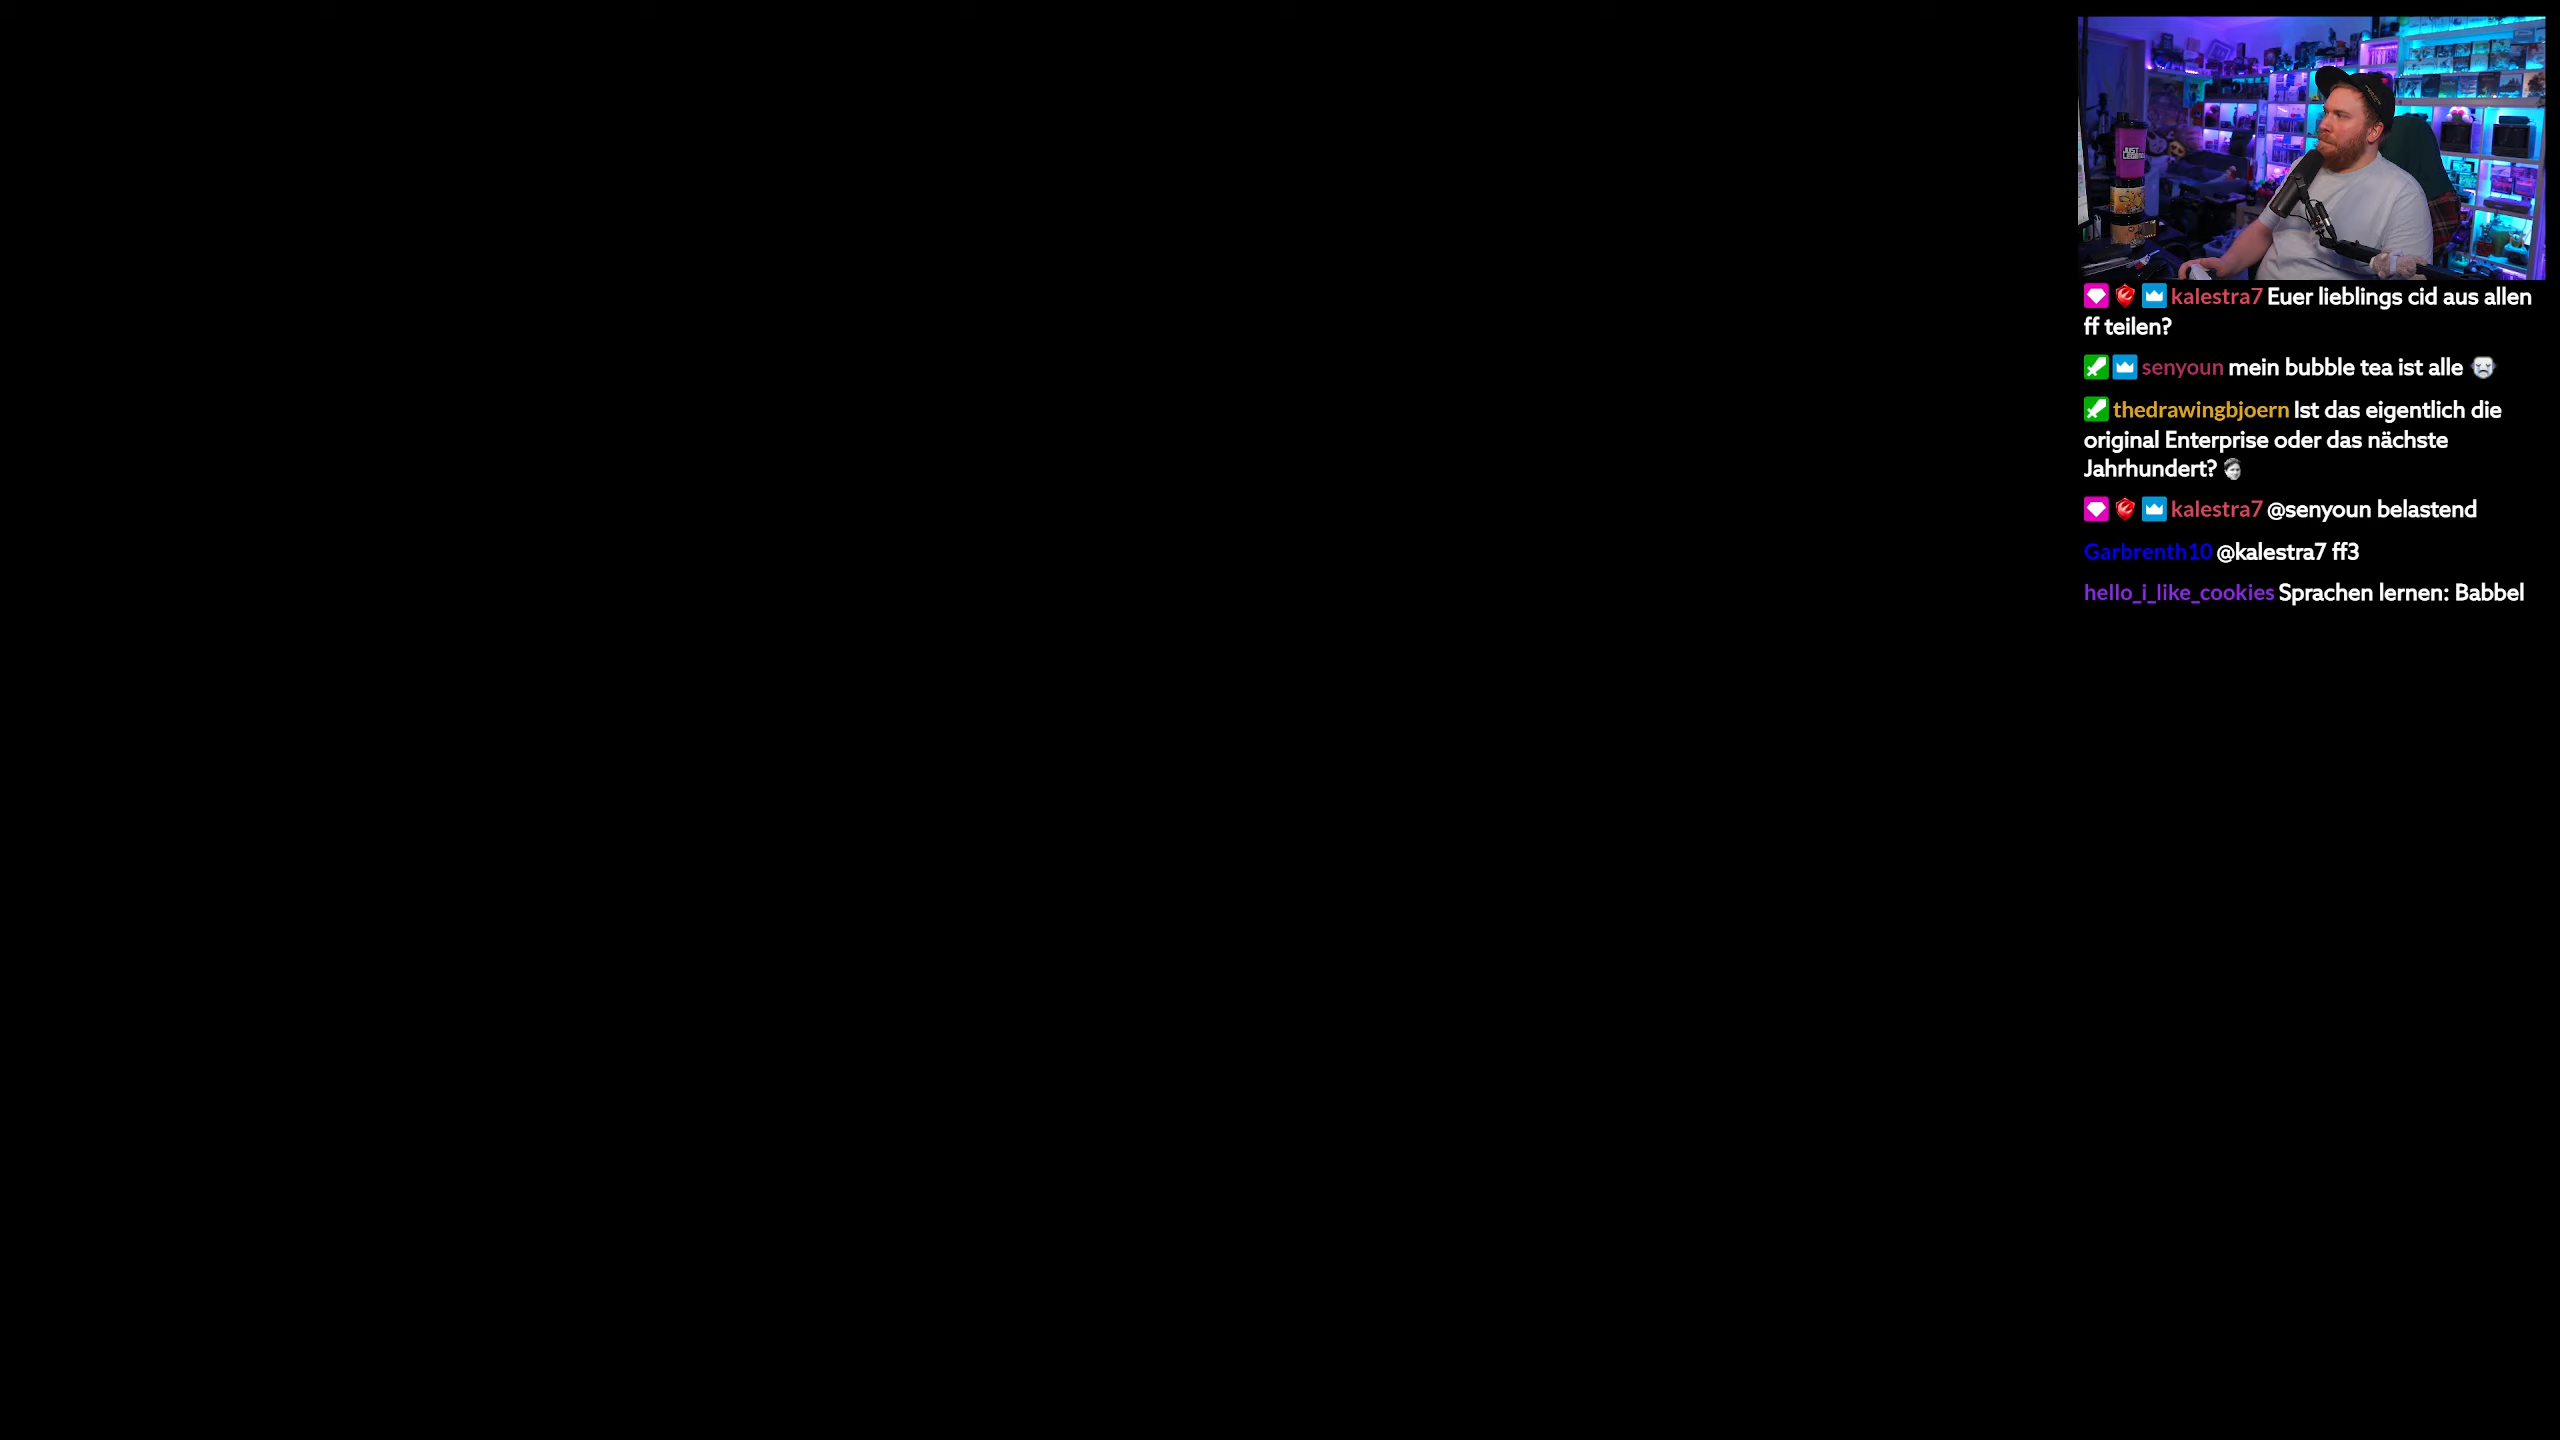 JUST
kalestra7 Euer lieblings cid aus allen
ff teilen?
senyoun mein bubble tea ist alle
thedrawingbjoern Ist das eigentlich die
original Enterprise oder das nächste
Jahrhundert?
kalestra7 @senyoun belastend
Garbrenth10 @kalestra7 ff3
hello_i_like_cookies Sprachen lernen: Babbel